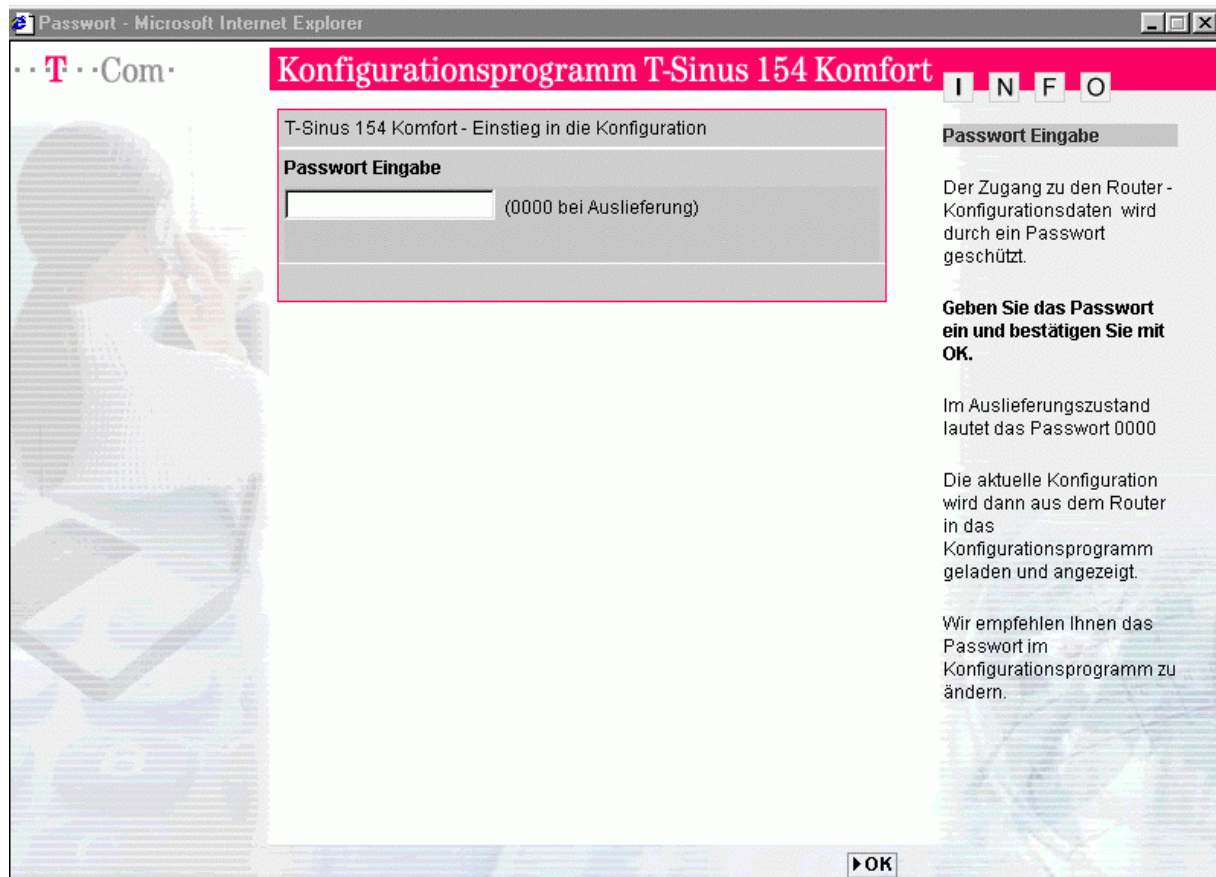 Passwort - Microsoft Internet Explorer
··T··Com·
Konfigurationsprogramm T-Sinus 154 Komfort
INFO
T-Sinus 154 Komfort - Einstieg in die Konfiguration
Passwort Eingabe
(0000 bei Auslieferung)
Passwort Eingabe
Der Zugang zu den Router -
Konfigurationsdaten wird
durch ein Passwort
geschützt.
Geben Sie das Passwort
ein und bestätigen Sie mit
OK.
Im Auslieferungszustand
lautet das Passwort 0000
Die aktuelle Konfiguration
wird dann aus dem Router
in das
Konfigurationsprogramm
geladen und angezeigt.
Wir empfehlen Ihnen das
Passwort im
Konfigurationsprogramm zu
ändern.
OK